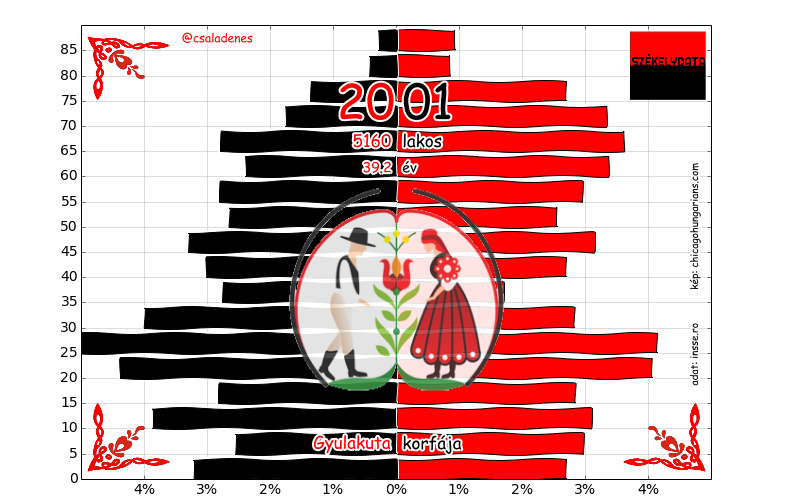 @csaladenes
SZÉKELYDATA
2001
5160 lakos
39.2 év
Gyulakuta korfája
kép: chicagohungarians.com
adat: insse.ro
85
80
75
70
65
60
55
50
45
40
35
30
25
20
15
10
5
0
4% 3% 2% 1% 0% 1% 2% 3% 4%